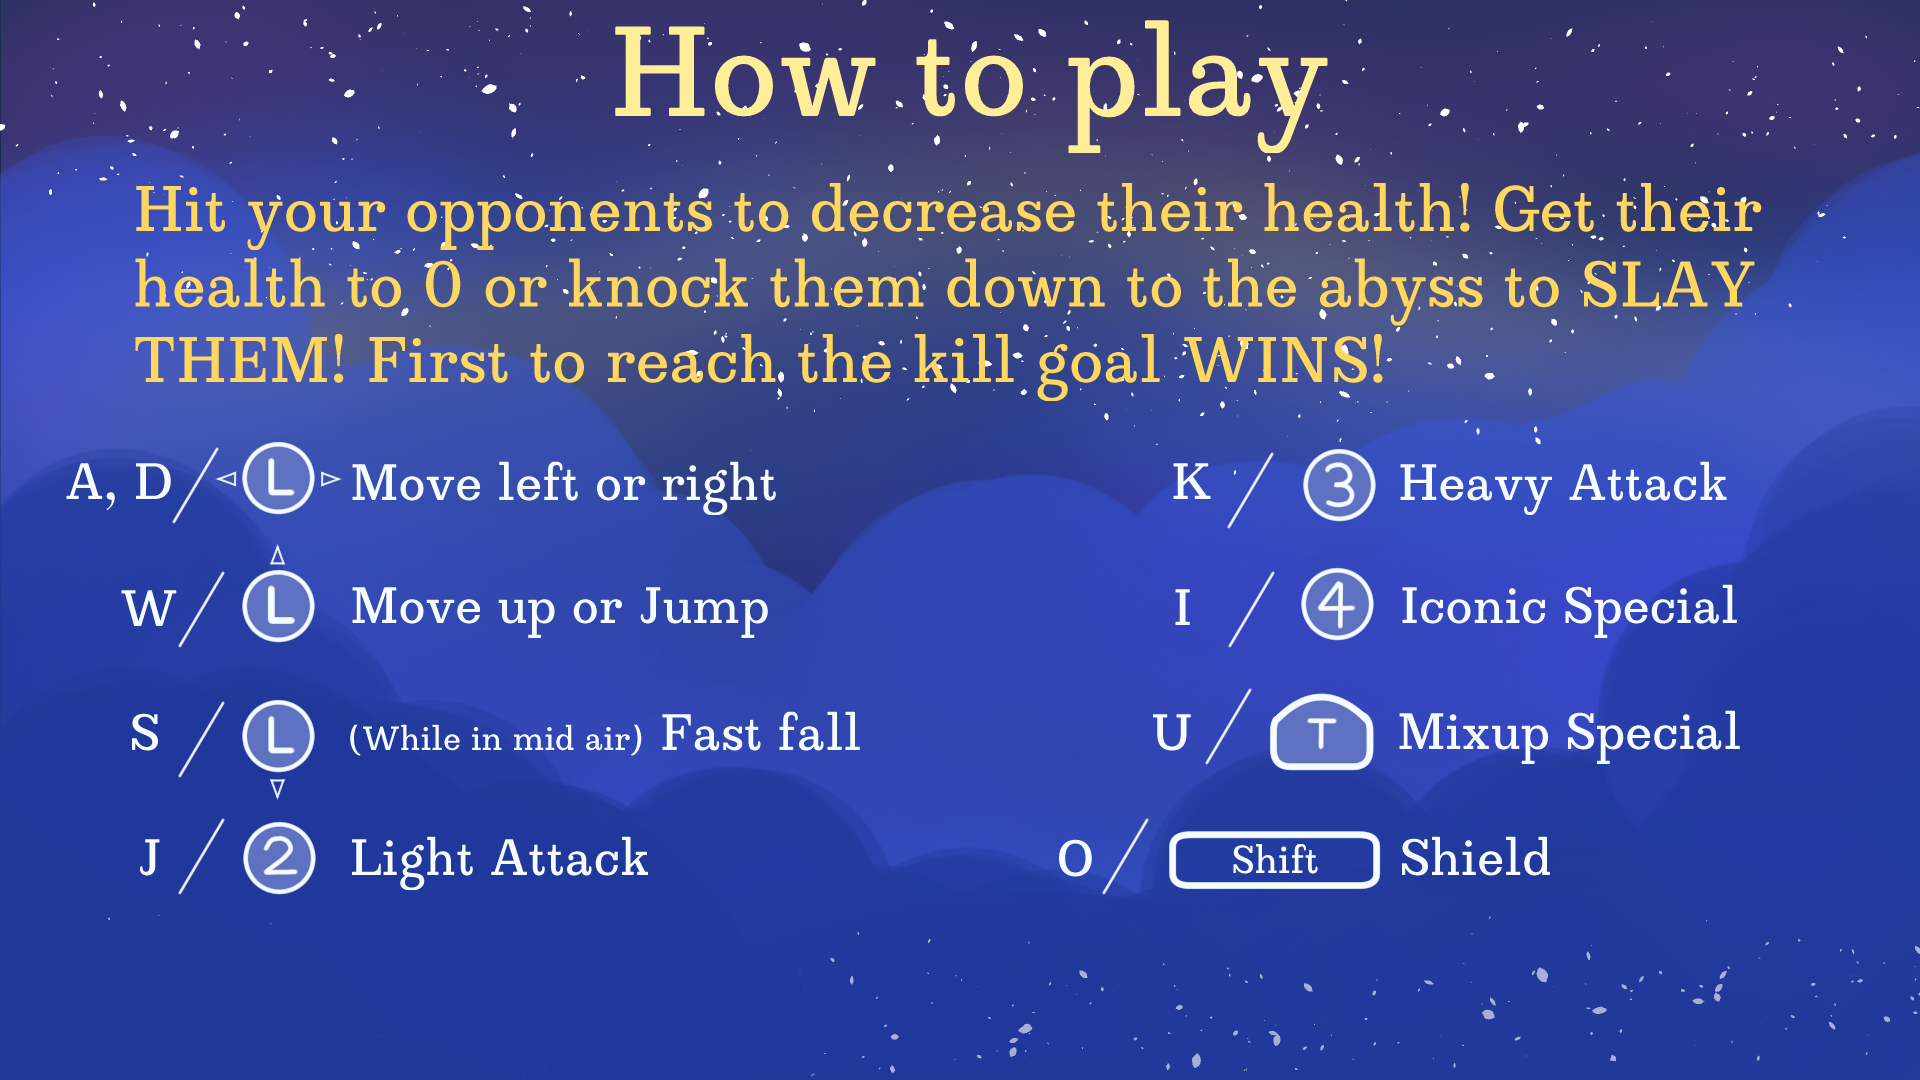 How to play
Hit your opponents to decrease their health! Get their
health to 0 or knock them down to the abyss to SLAY
THEM! First to reach the kill goal WINS!
A, D / L Move left or right
W / L Move up or Jump
S / L (While in mid air) Fast fall
J / 2 Light Attack
K / 3 Heavy Attack
I / 4 Iconic Special
U / T Mixup Special
O / Shift Shield